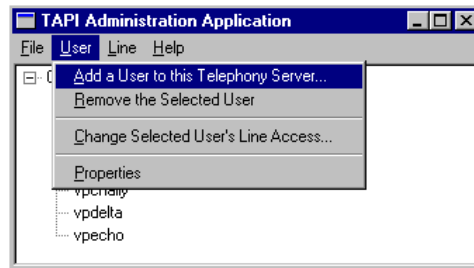 TAPI Administration Application
File User Line Help
Add a User to this Telephony Server...
Remove the Selected User
Change Selected User's Line Access...
Properties
vpdelta
vpecho